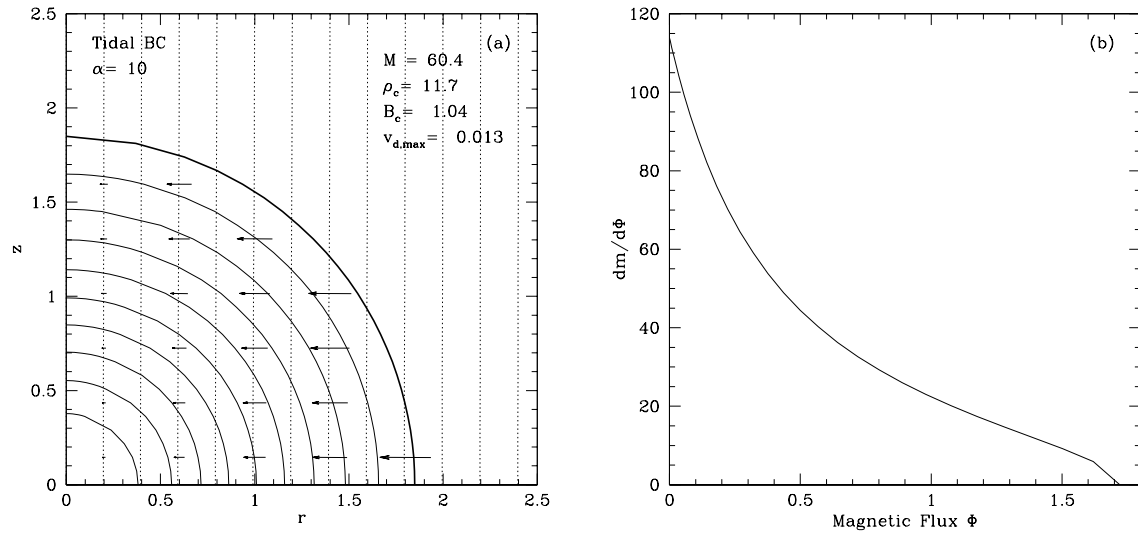 Tidal BC
α= 10
(a)
M = 60.4
ρc= 11.7
Bc= 1.04
vd,max= 0.013
2.5
2
1.5
1
0.5
0
z
0 0.5 1 1.5 2 2.5
r
(b)
120
100
80
60
40
20
0
dm/dΦ
0 0.5 1 1.5
Magnetic Flux Φ